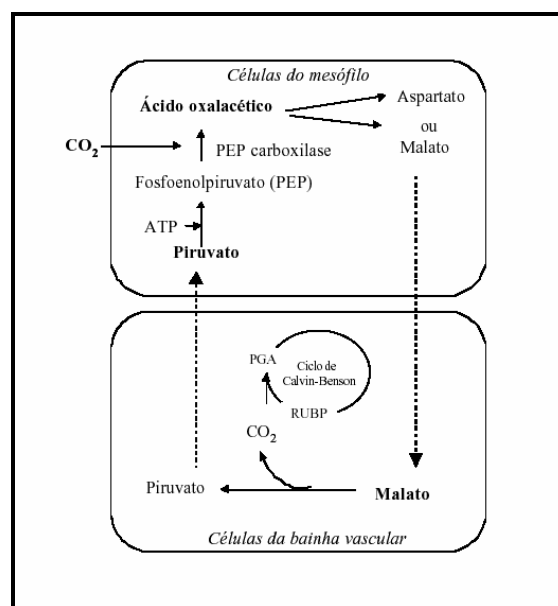 Células do mesófilo
Ácido oxalacético
Aspartato
ou
Malato
CO₂
PEP carboxilase
Fosfoenolpiruvato (PEP)
ATP
Piruvato
PGA
Ciclo de
Calvin-Benson
RUBP
CO₂
Piruvato
Malato
Células da bainha vascular